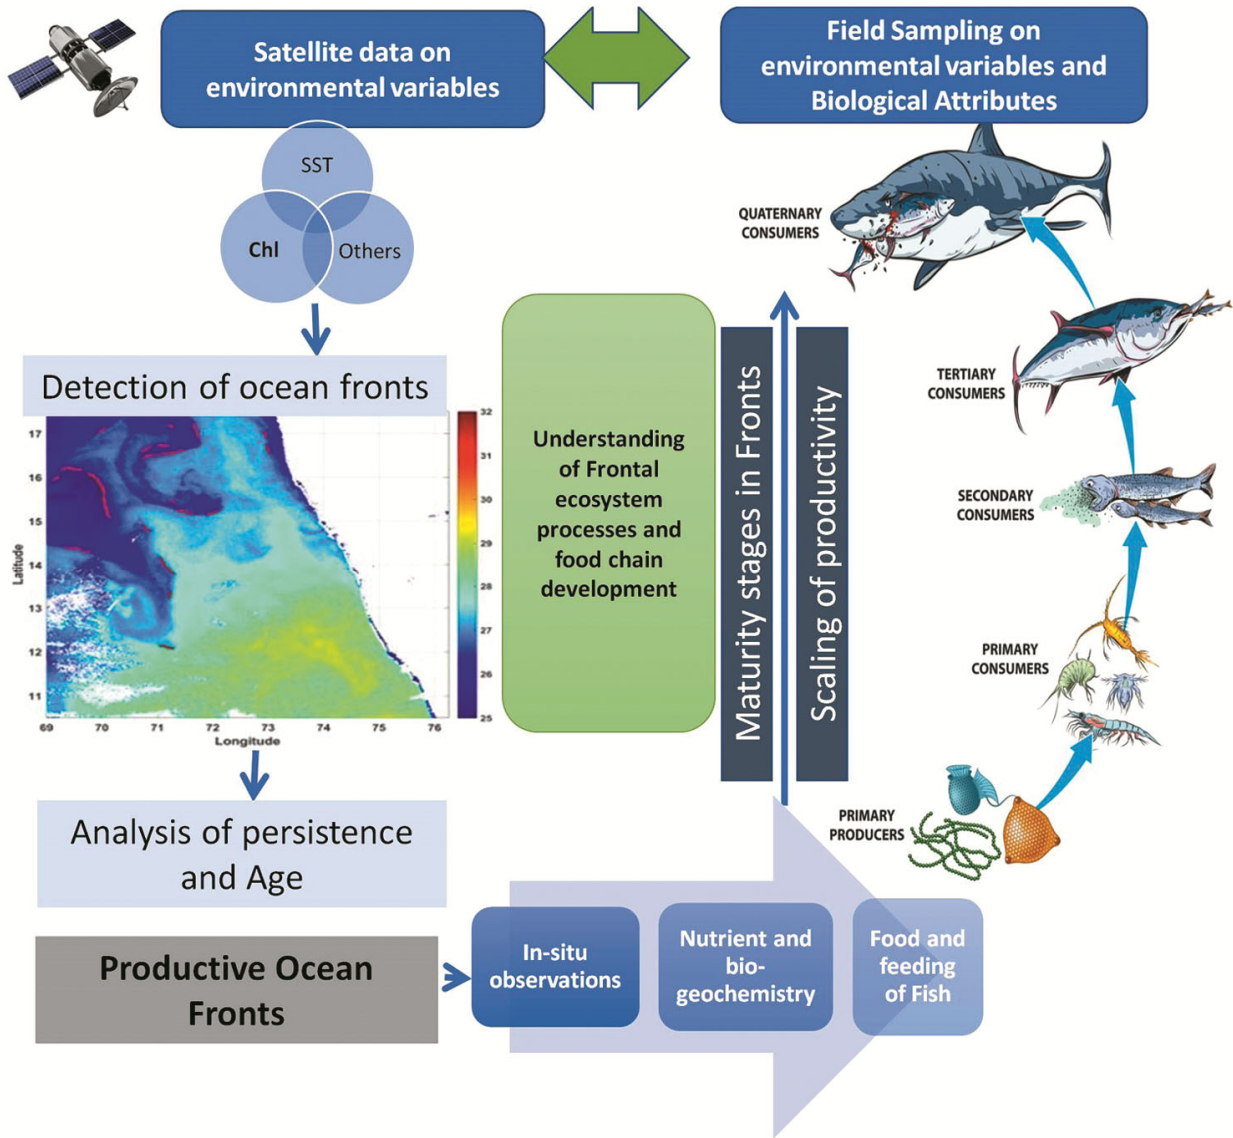 Satellite data on
environmental variables
Field Sampling on
environmental variables and
Biological Attributes
SST
Chl
Others
Detection of ocean fronts
17
16
15
14
13
12
11
Latitude
69
70
71
72
73
74
75
76
Longitude
32
31
30
29
28
27
26
25
Analysis of persistence
and Age
Productive Ocean
Fronts
Understanding
of Frontal
ecosystem
processes and
food chain
development
Maturity stages in Fronts
Scaling of productivity
QUATERNARY
CONSUMERS
TERTIARY
CONSUMERS
SECONDARY
CONSUMERS
PRIMARY
CONSUMERS
PRIMARY
PRODUCERS
In-situ
observations
Nutrient and
bio-
geochemistry
Food and
feeding
of Fish